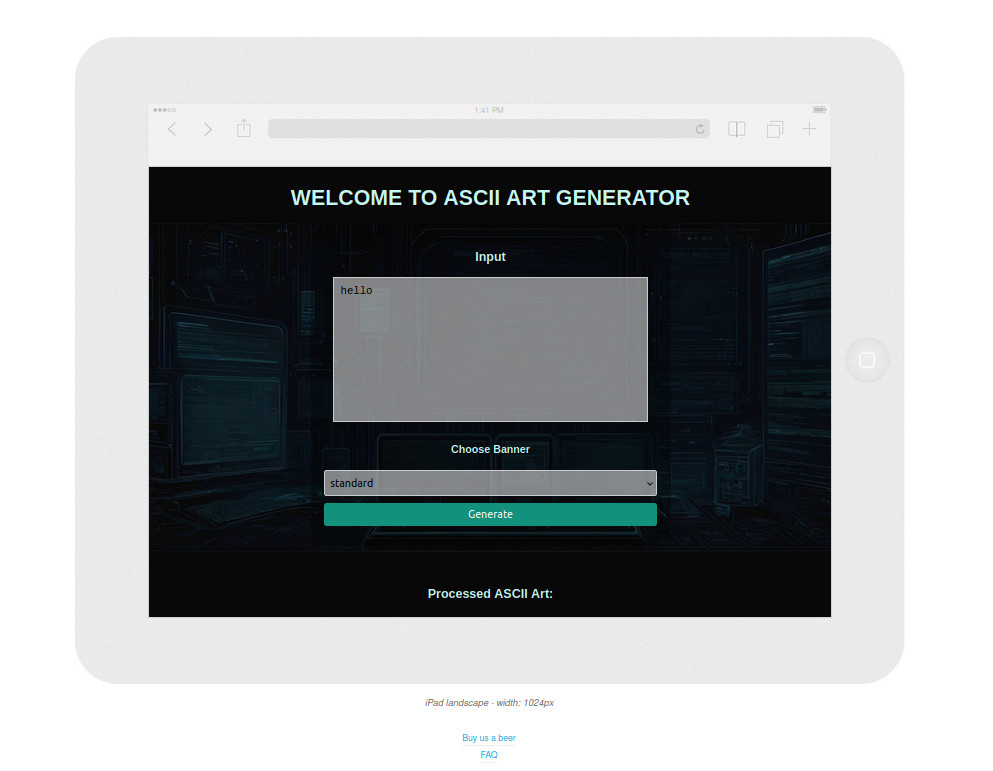 1:41 PM
WELCOME TO ASCII ART GENERATOR
Input
hello
Choose Banner
standard
Generate
Processed ASCII Art:
iPad landscape - width: 1024px
Buy us a beer
FAQ